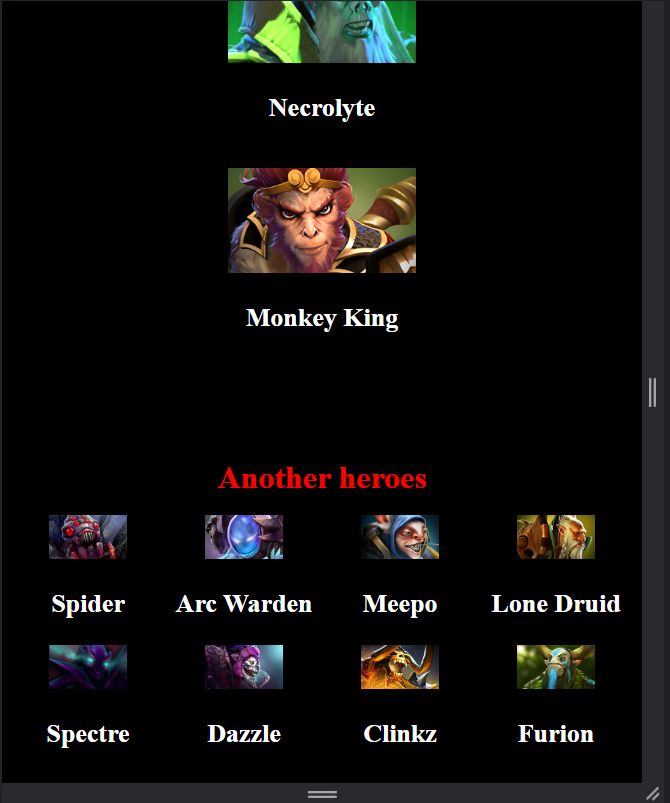 Necrolyte
Monkey King
Another heroes
Spider Arc Warden Meepo Lone Druid
Spectre Dazzle Clinkz Furion